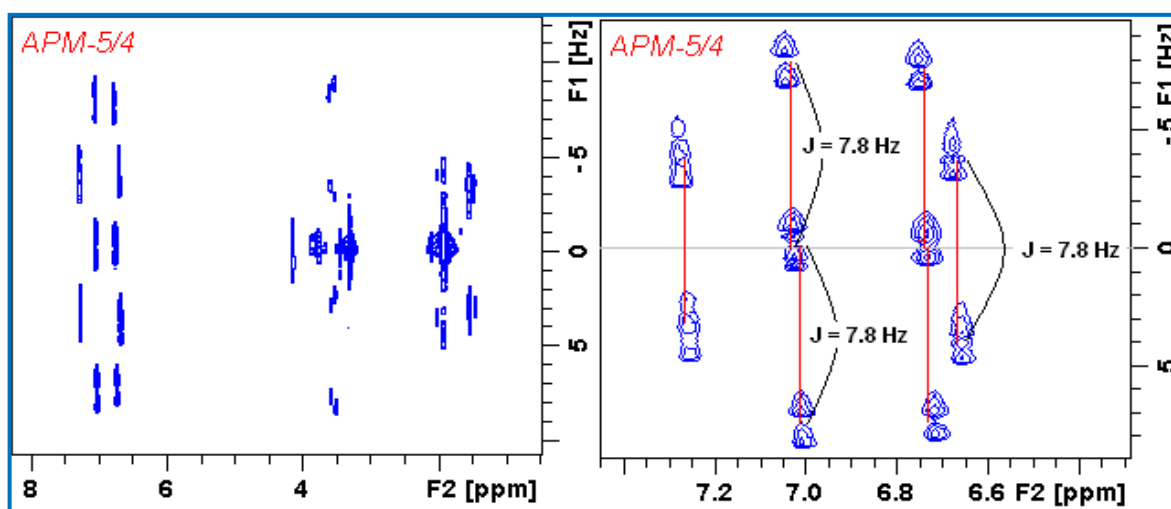 APM-5/4
F1 [Hz]
-5
0
5
8
6
4
F2 [ppm]
APM-5/4
F1 [Hz]
-5
0
5
J = 7.8 Hz
J = 7.8 Hz
J = 7.8 Hz
7.2
7.0
6.8
6.6
F2 [ppm]